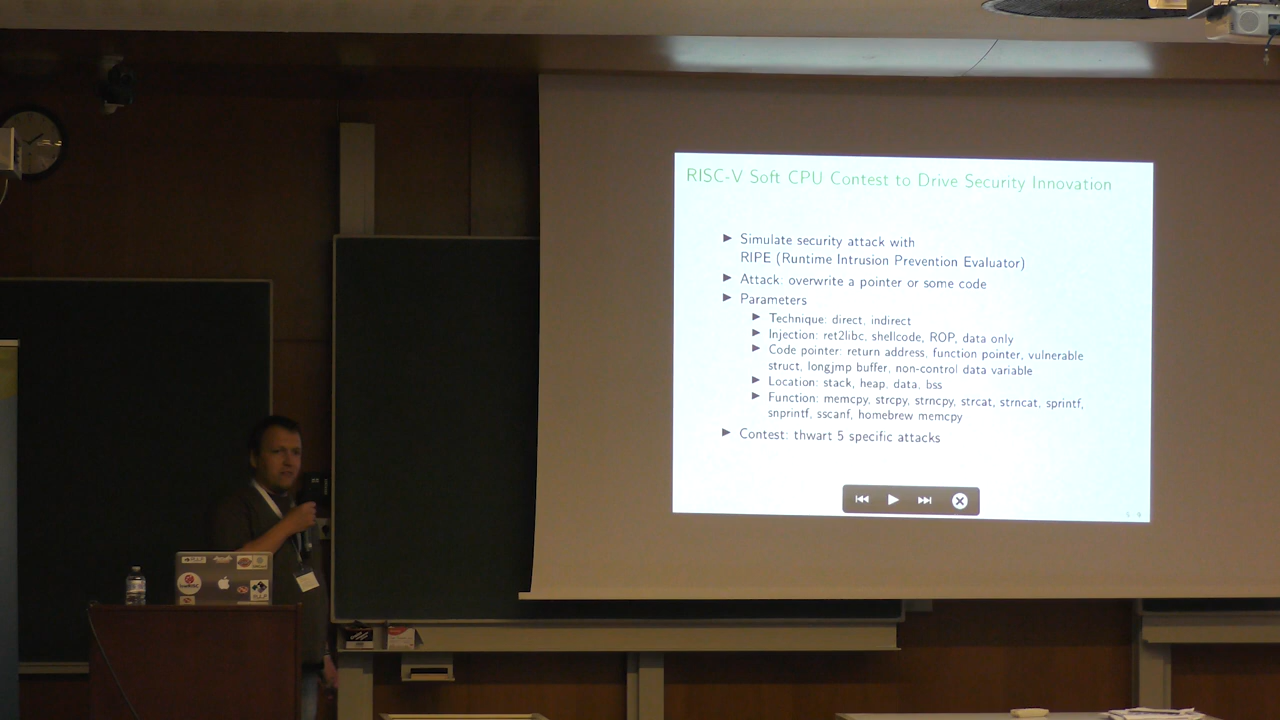 RISC-V Soft CPU Contest to Drive Security Innovation
► Simulate security attack with
RIPE (Runtime Intrusion Prevention Evaluator)
► Attack: overwrite a pointer or some code
► Parameters
► Technique: direct, indirect
► Injection: ret2libc, shellcode, ROP, data only
► Code pointer: return address, function pointer, vulnerable
struct, longjmp buffer, non-control data variable
► Location: stack, heap, data, bss
► Function: memcpy, strcpy, strncpy, strcat, strncat, sprintf,
snprintf, sscanf, homebrew memcpy
► Contest: thwart 5 specific attacks